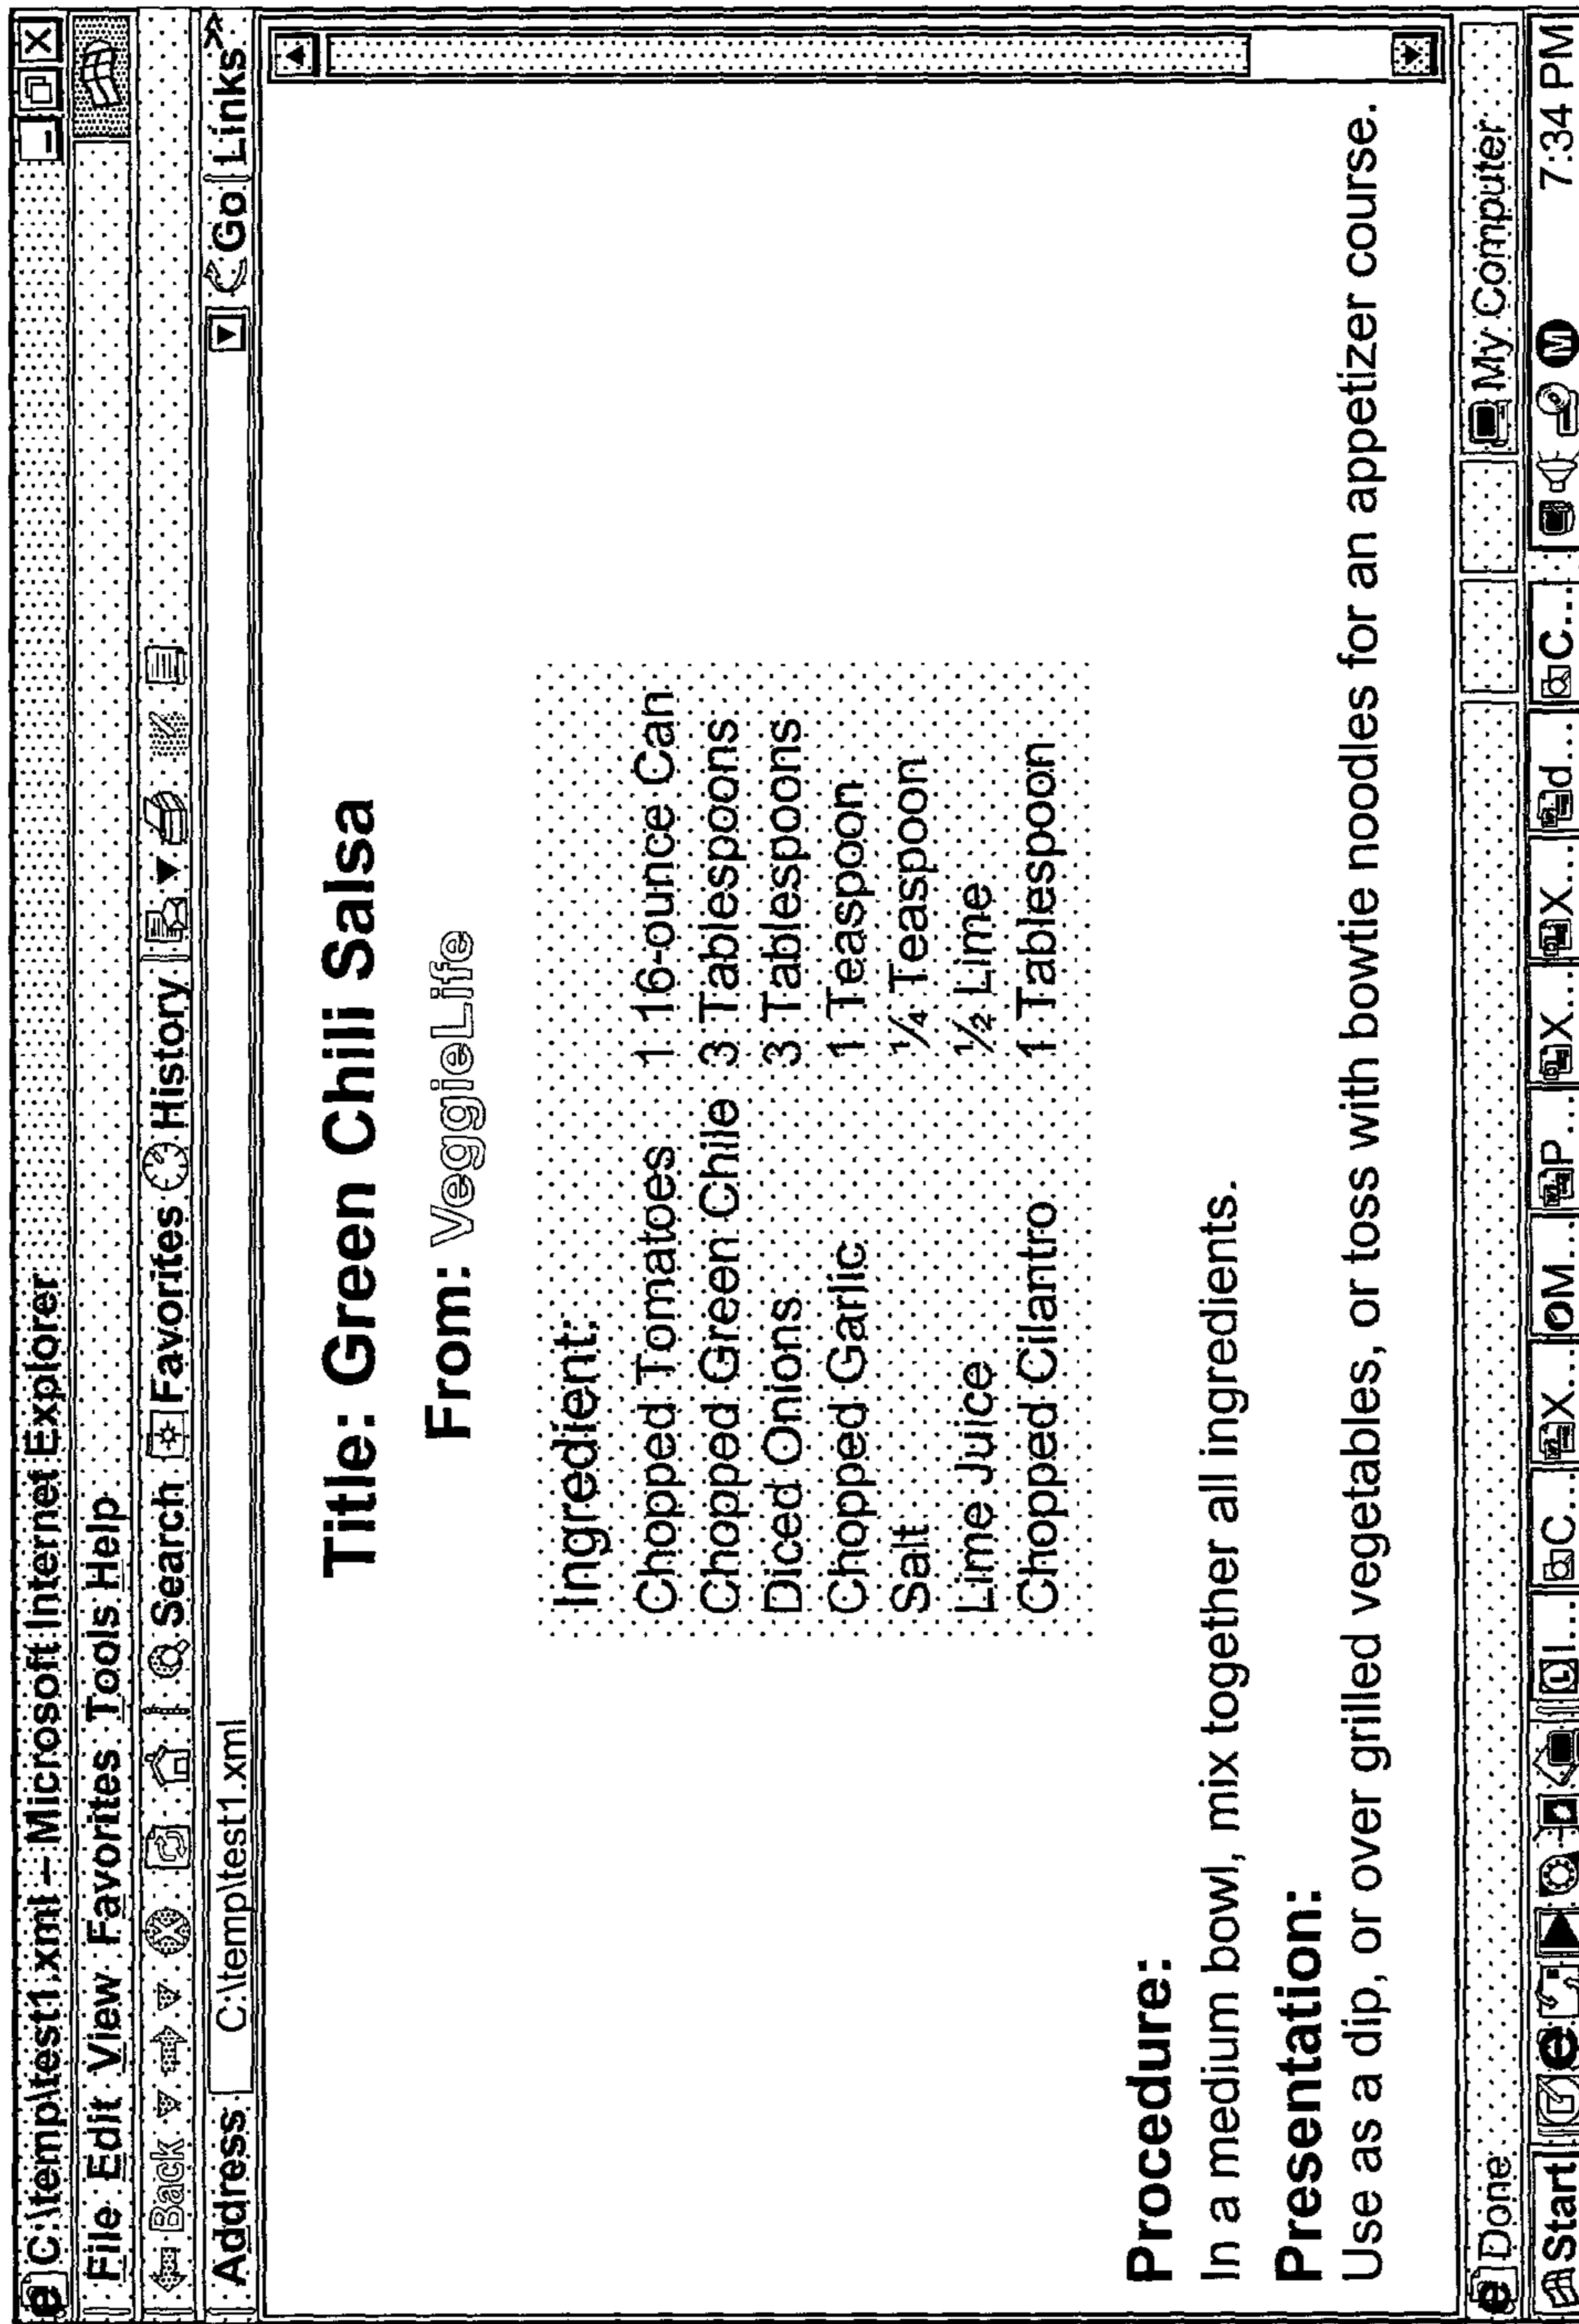 C:\temp\test1.xml – Microsoft Internet Explorer
File Edit View Favorites Tools Help
Back Search Favorites History
Address C:\temp\test1.xml Go Links »
Title: Green Chili Salsa
From: VeggieLife
Ingredient:
Chopped Tomatoes 1 16-ounce Can
Chopped Green Chile 3 Tablespoons
Diced Onions 3 Tablespoons
Chopped Garlic 1 Teaspoon
Salt ¼ Teaspoon
Lime Juice ½ Lime
Chopped Cilantro 1 Tablespoon
Procedure:
In a medium bowl, mix together all ingredients.
Presentation:
Use as a dip, or over grilled vegetables, or toss with bowtie noodles for an appetizer course.
Done My Computer
Start I... C... X... M... P... X... X... d... C... M 7:34 PM